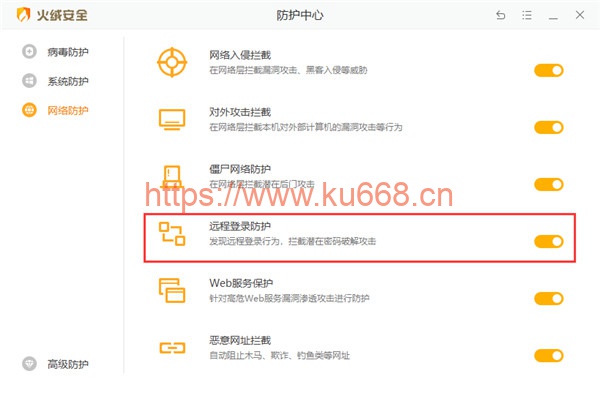 火绒安全
防护中心
病毒防护
系统防护
网络防护
高级防护
网络入侵拦截
在网络层拦截漏洞攻击、黑客入侵等威胁
对外攻击拦截
在网络层拦截本机对外部计算机的漏洞攻击等行为
僵尸网络防护
在网络层拦截潜在后门攻击
https://www.ku668.cn
远程登录防护
发现远程登录行为，拦截潜在密码破解攻击
Web服务保护
针对高危Web服务漏洞渗透攻击进行防护
恶意网址拦截
自动阻止木马、欺诈、钓鱼类等网址